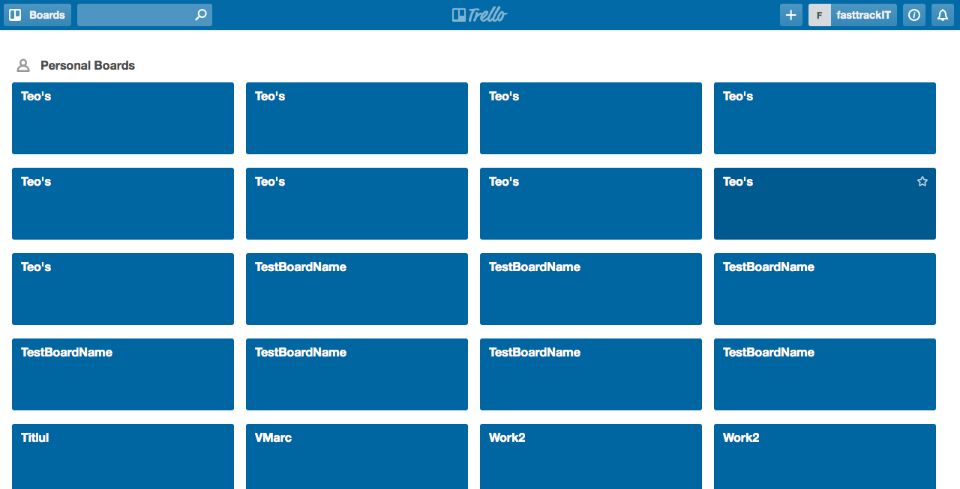 Boards
Trello
F fasttrackIT
Personal Boards
Teo's Teo's Teo's Teo's
Teo's Teo's Teo's Teo's
Teo's TestBoardName TestBoardName TestBoardName
TestBoardName TestBoardName TestBoardName TestBoardName
Titlul VMarc Work2 Work2